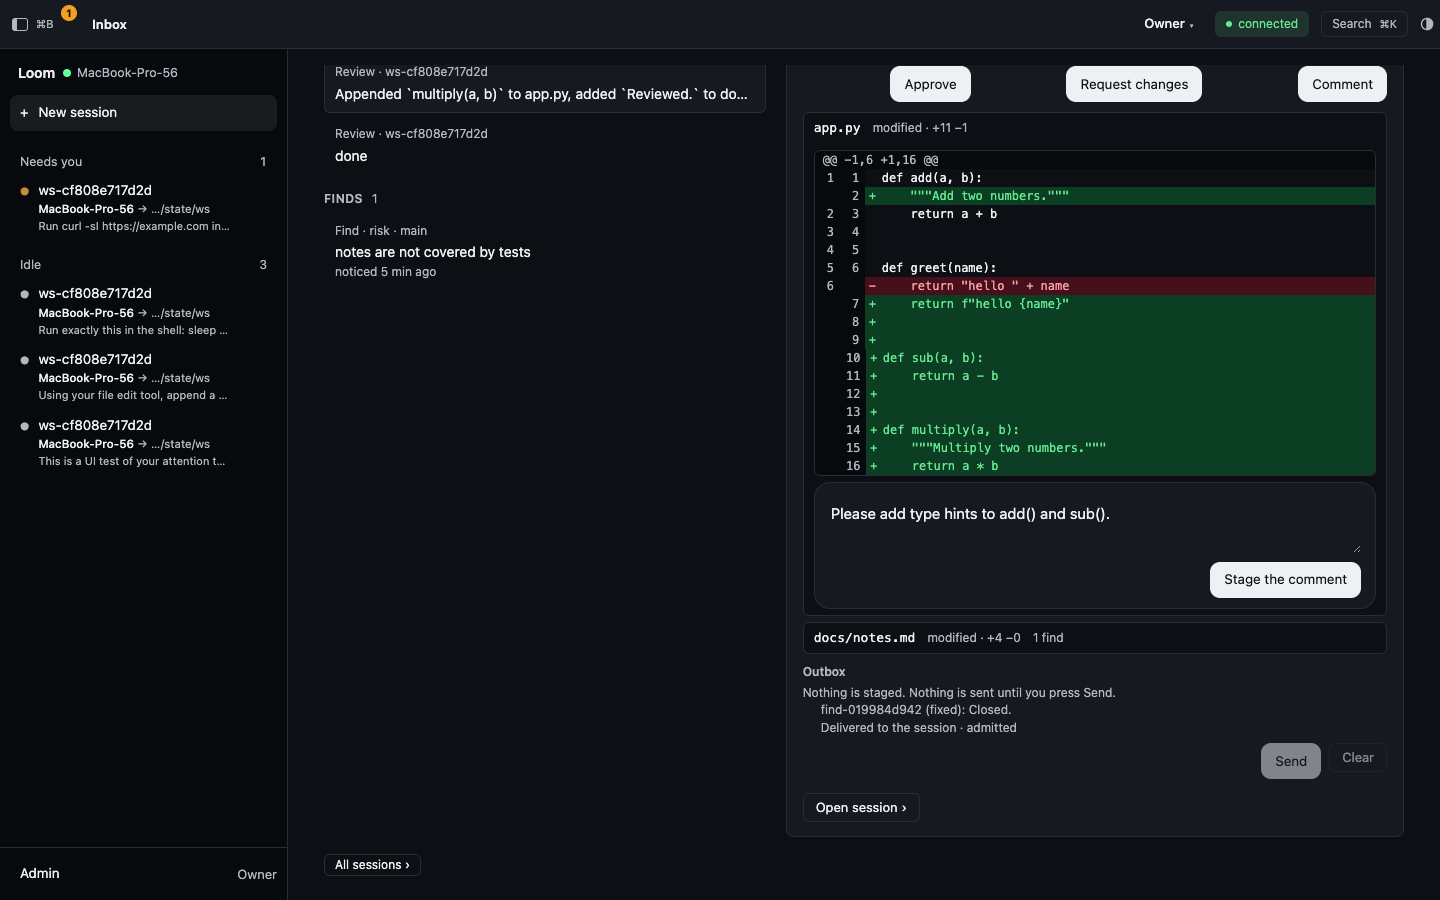 ⌘B
1
Inbox
Owner
connected
Search ⌘K
Loom MacBook-Pro-56
+ New session
Needs you 1
ws-cf808e717d2d
MacBook-Pro-56 → .../state/ws
Run curl -sI https://example.com in...
Idle 3
ws-cf808e717d2d
MacBook-Pro-56 → .../state/ws
Run exactly this in the shell: sleep ...
ws-cf808e717d2d
MacBook-Pro-56 → .../state/ws
Using your file edit tool, append a ...
ws-cf808e717d2d
MacBook-Pro-56 → .../state/ws
This is a UI test of your attention t...
Admin Owner
Review · ws-cf808e717d2d
Appended `multiply(a, b)` to app.py, added `Reviewed.` to do...
Review · ws-cf808e717d2d
done
FINDS 1
Find · risk · main
notes are not covered by tests
noticed 5 min ago
All sessions ›
Approve
Request changes
Comment
app.py modified · +11 −1
@@ −1,6 +1,16 @@
1 1 def add(a, b):
2 + """Add two numbers."""
2 3 return a + b
3 4
4 5
5 6 def greet(name):
6 − return "hello " + name
7 + return f"hello {name}"
8 +
9 +
10 + def sub(a, b):
11 + return a − b
12 +
13 +
14 + def multiply(a, b):
15 + """Multiply two numbers."""
16 + return a * b
Please add type hints to add() and sub().
Stage the comment
docs/notes.md modified · +4 −0 1 find
Outbox
Nothing is staged. Nothing is sent until you press Send.
find-019984d942 (fixed): Closed.
Delivered to the session · admitted
Send
Clear
Open session ›